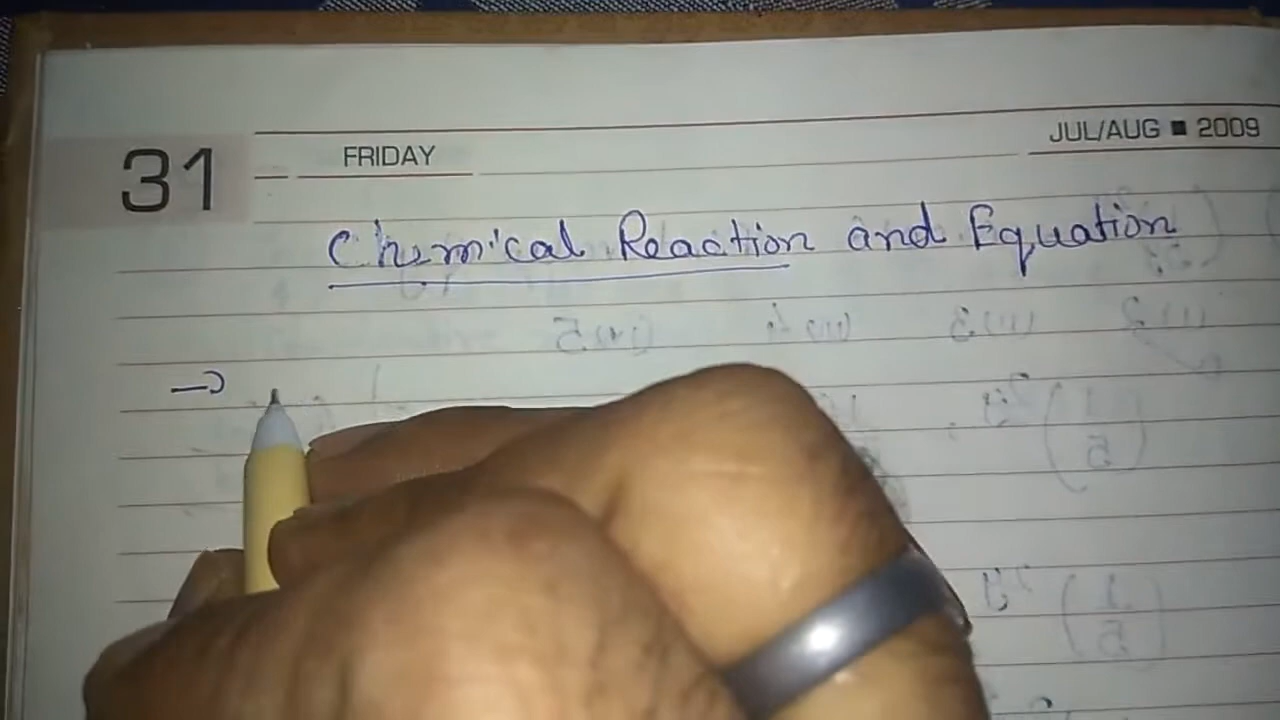 31 FRIDAY JUL/AUG ■ 2009
Chemical Reaction and Equation
→